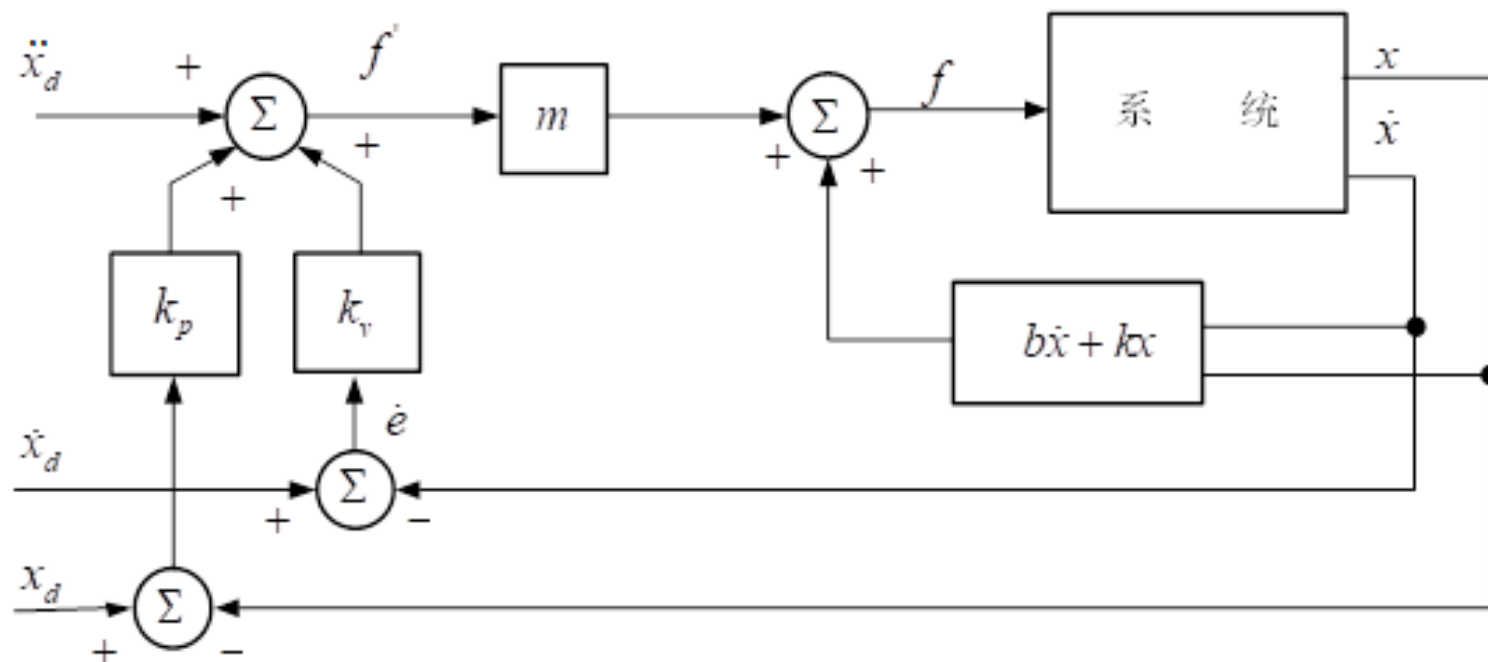 ẍ_d + f' x
Σ m Σ f 系 统 ẋ
+ + + +
k_p k_v bẋ + kx
ė
ẋ_d Σ
+ −
x_d Σ
+ −